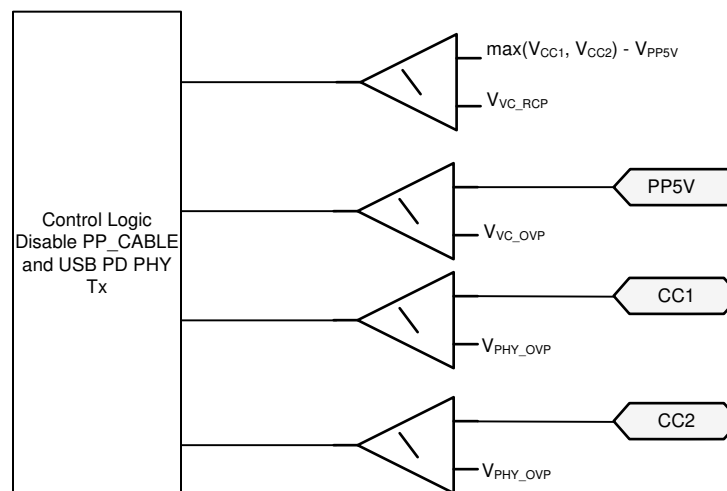 max(VCC1, VCC2) - VPP5V
VVC_RCP
PP5V
VVC_OVP
Control Logic
Disable PP_CABLE
and USB PD PHY
Tx
CC1
VPHY_OVP
CC2
VPHY_OVP